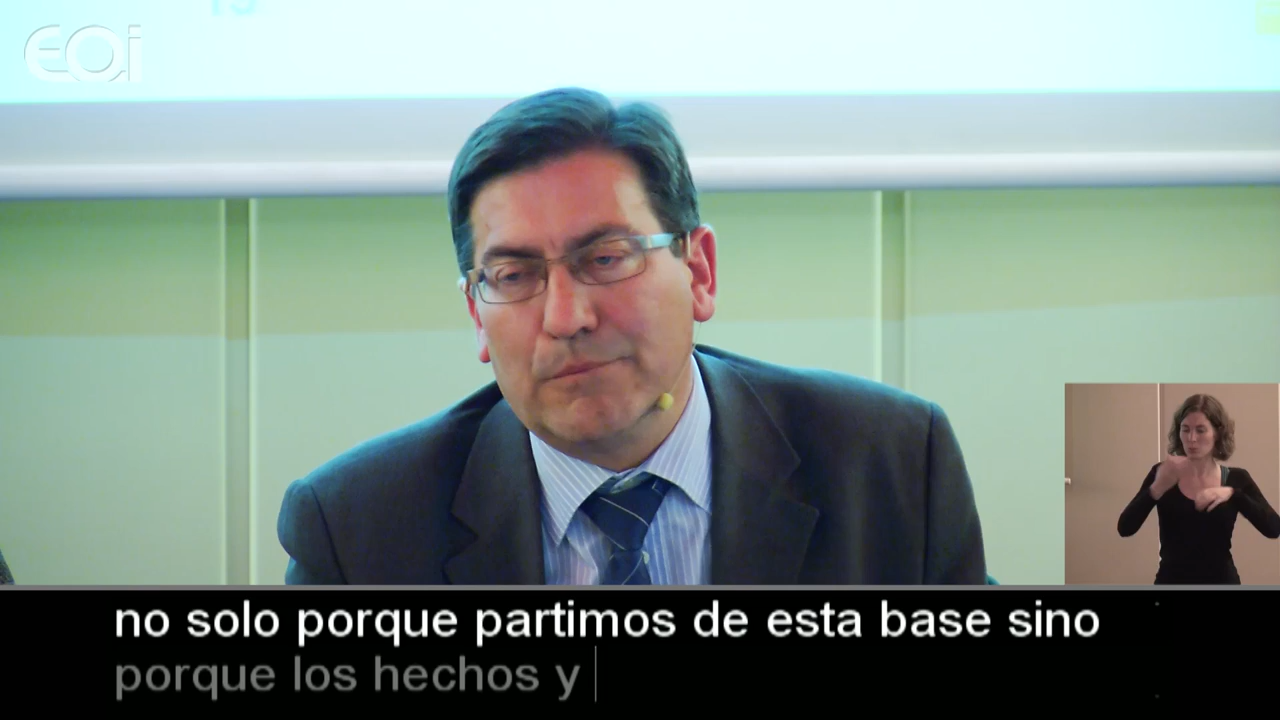 eoi
no solo porque partimos de esta base sino
porque los hechos y